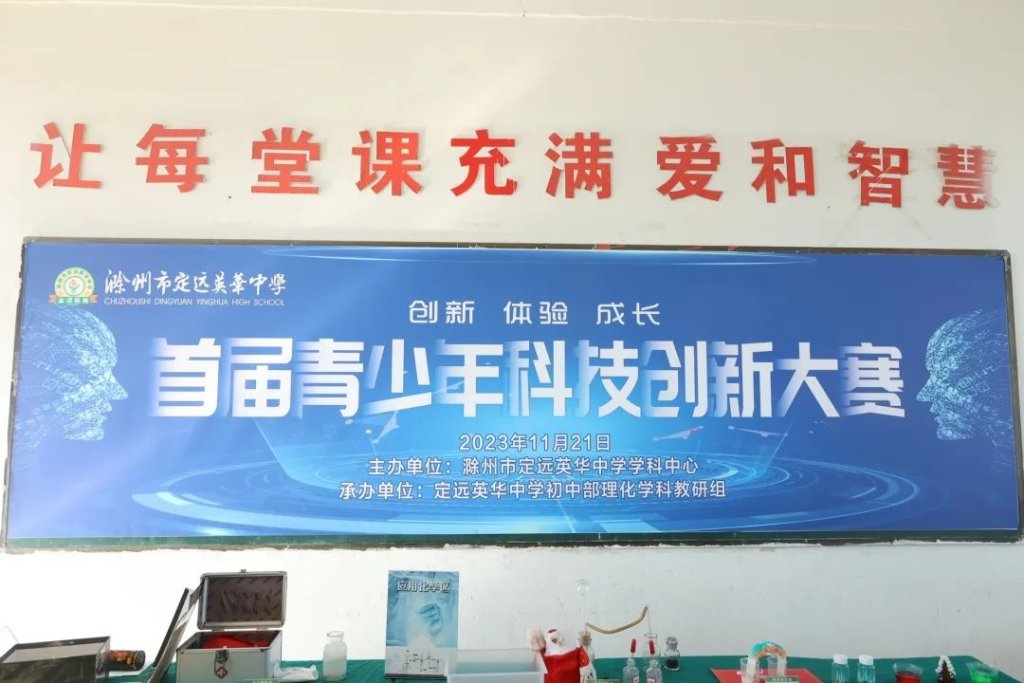 让每堂课充满爱和智慧
滁州市定远英华中学
CHUZHOUSHI DINGYUAN YINGHUA HIGH SCHOOL
创新 体验 成长
首届青少年科技创新大赛
2023年11月21日
主办单位：滁州市定远英华中学学科中心
承办单位：定远英华中学初中部理化学科教研组